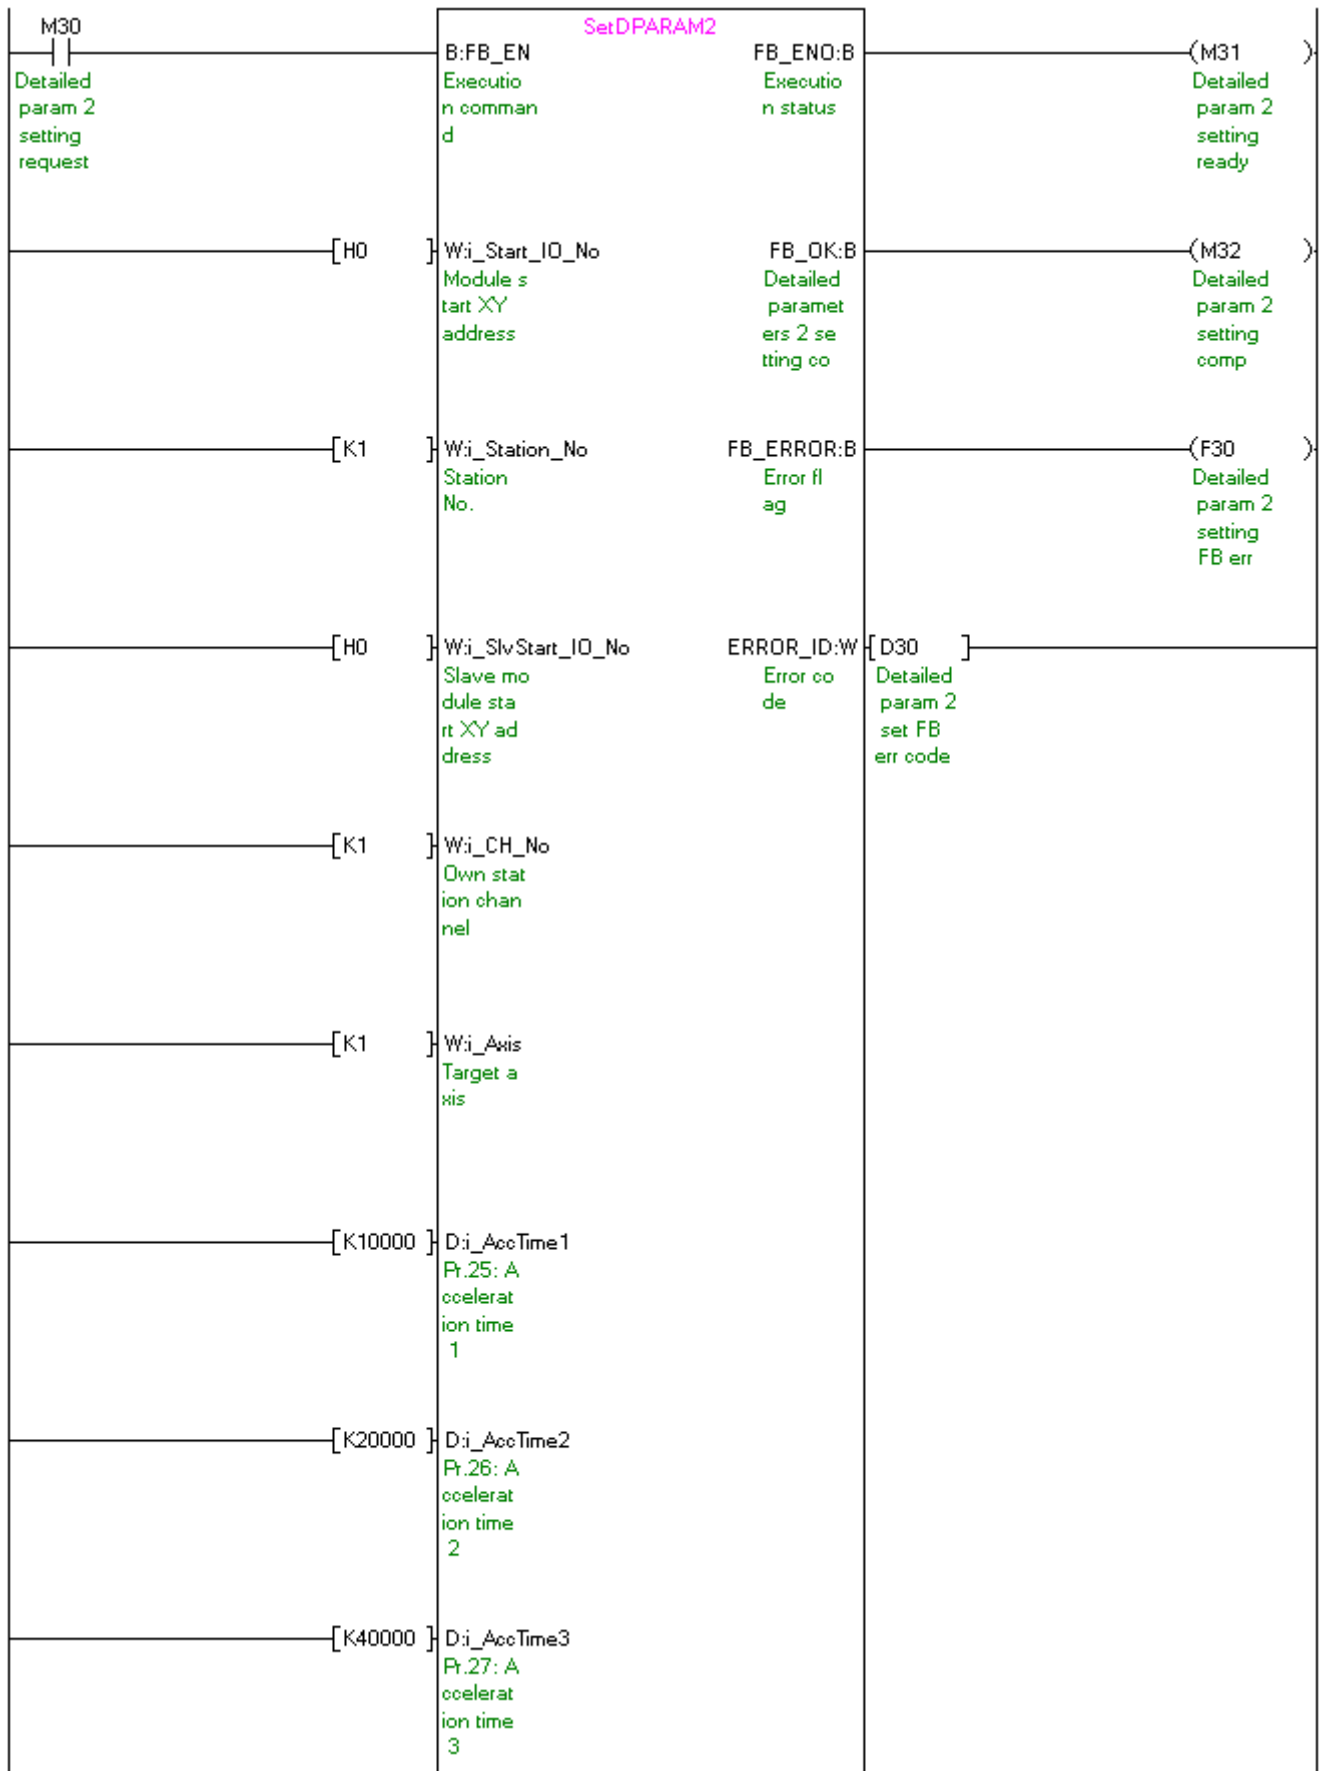 M30
SetDPARAM2
B:FB_EN
FB_ENO:B
(M31 )
Detailed
param 2
setting
request
Executio
n comman
d
Executio
n status
Detailed
param 2
setting
ready
[H0 ]
W:i_Start_IO_No
FB_OK:B
(M32 )
Module s
tart XY
address
Detailed
paramet
ers 2 se
tting co
Detailed
param 2
setting
comp
[K1 ]
W:i_Station_No
FB_ERROR:B
(F30 )
Station
No.
Error fl
ag
Detailed
param 2
setting
FB err
[H0 ]
W:i_SlvStart_IO_No
ERROR_ID:W
[D30 ]
Slave mo
dule sta
rt XY ad
dress
Error co
de
Detailed
param 2
set FB
err code
[K1 ]
W:i_CH_No
Own stat
ion chan
nel
[K1 ]
W:i_Axis
Target a
xis
[K10000 ]
D:i_AccTime1
Pr.25: A
ccelerat
ion time
1
[K20000 ]
D:i_AccTime2
Pr.26: A
ccelerat
ion time
2
[K40000 ]
D:i_AccTime3
Pr.27: A
ccelerat
ion time
3